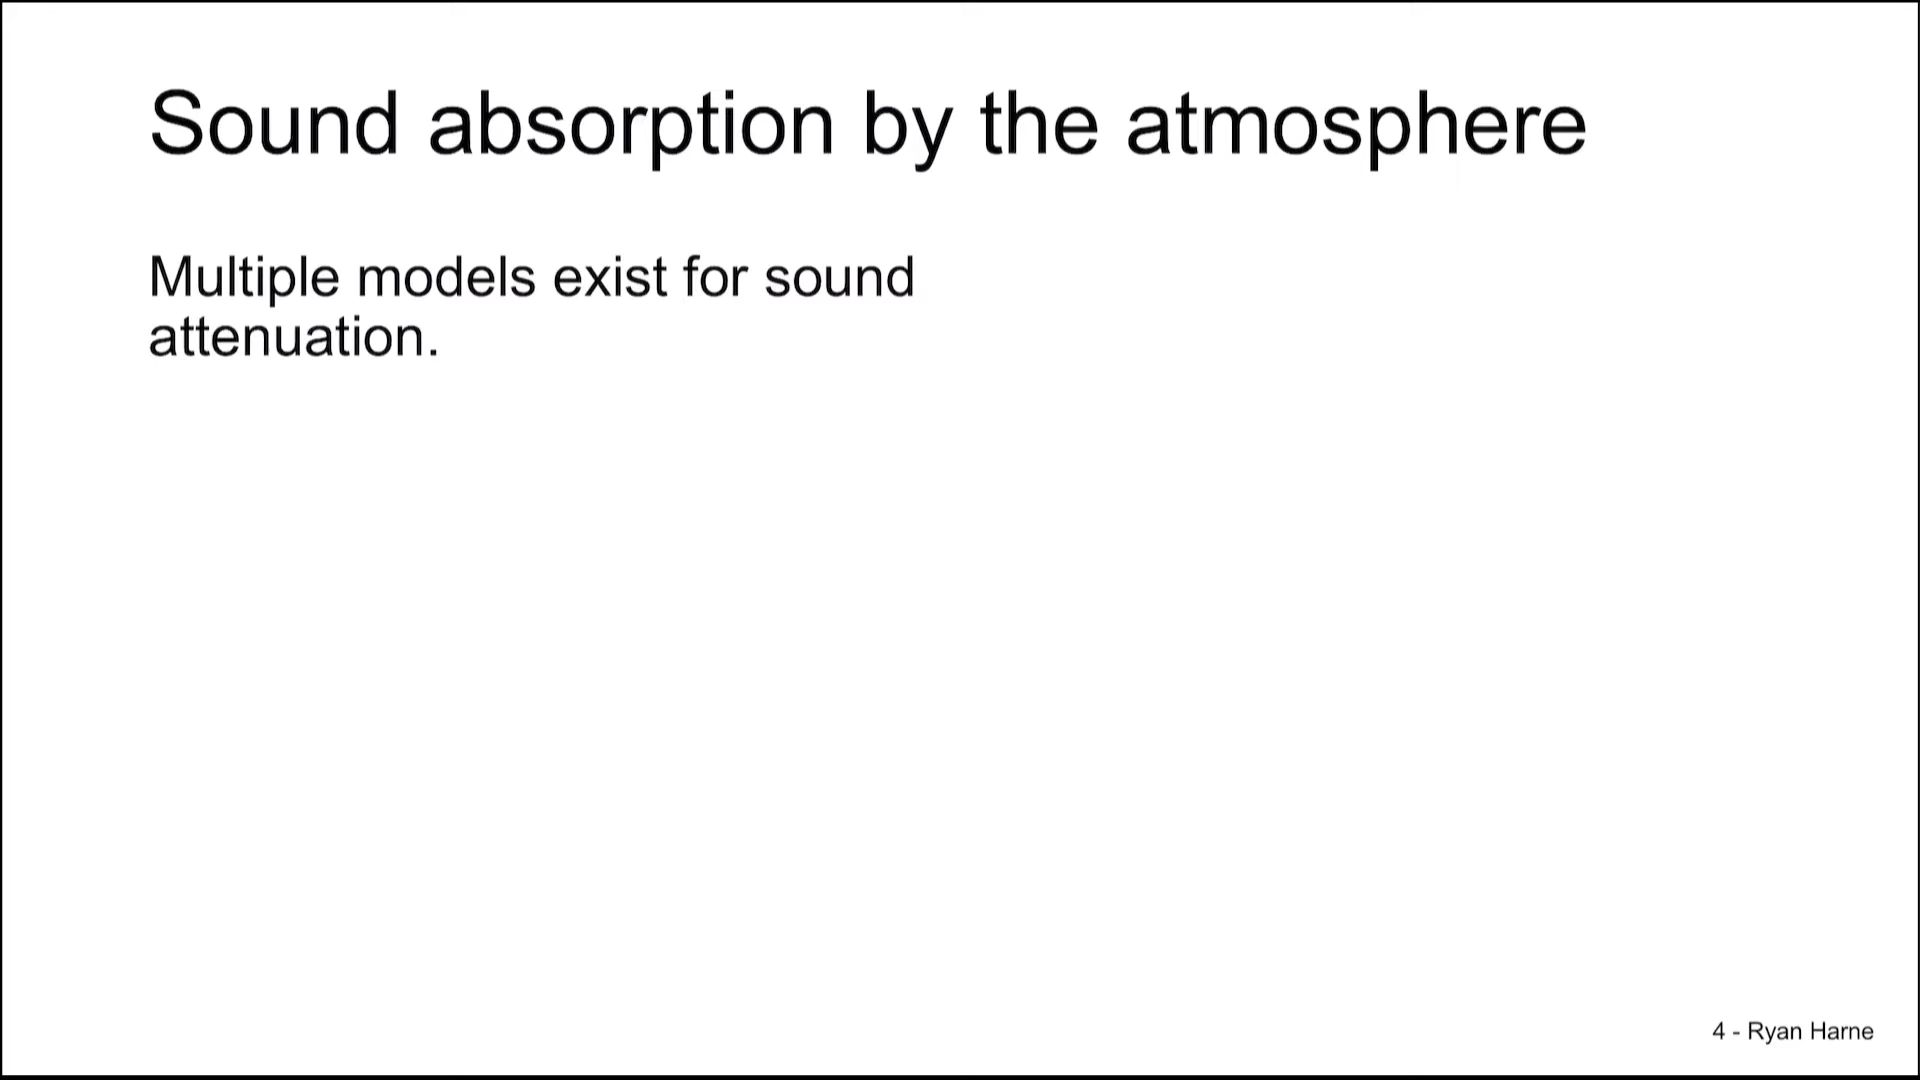 Sound absorption by the atmosphere
Multiple models exist for sound
attenuation.
4 - Ryan Harne